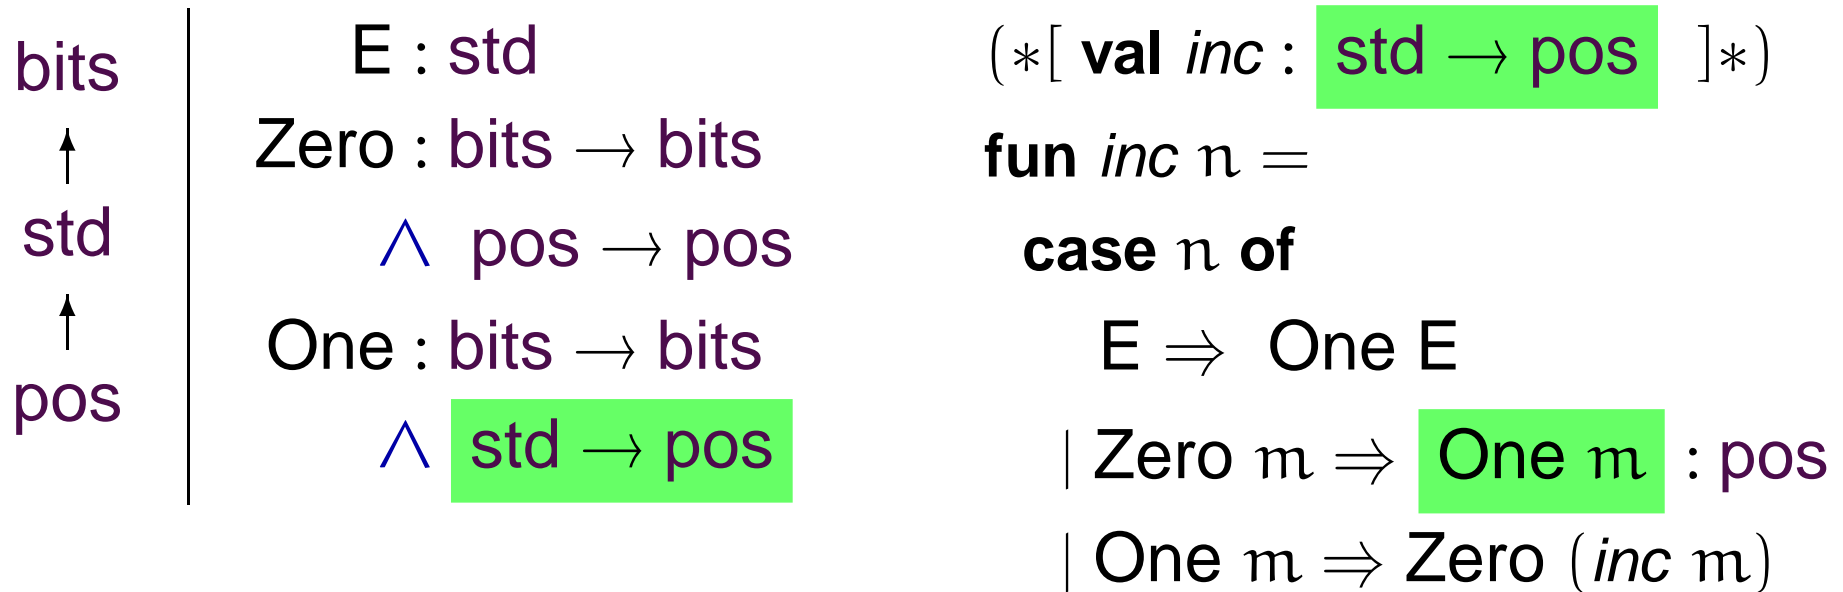 bits
↑
std
↑
pos
E : std
Zero : bits → bits
∧ pos → pos
One : bits → bits
∧ std → pos
(∗[ val inc : std → pos ]∗)
fun inc n =
case n of
E ⇒ One E
| Zero m ⇒ One m : pos
| One m ⇒ Zero (inc m)